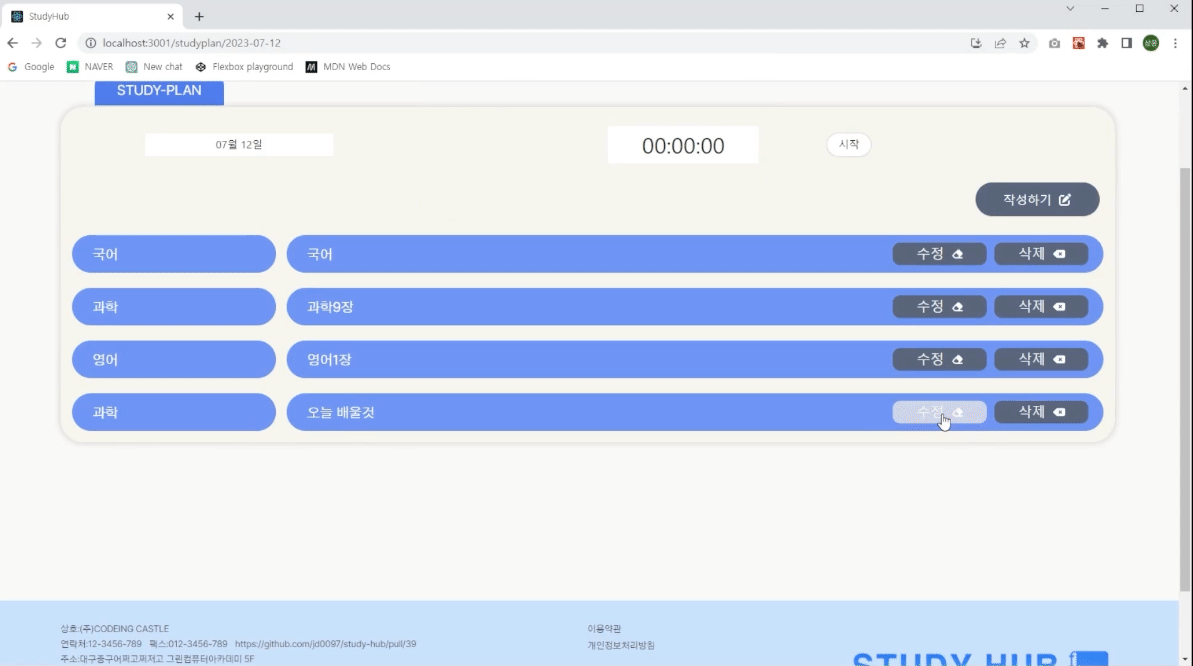 StudyHub
localhost:3001/studyplan/2023-07-12
상윤
Google NAVER New chat Flexbox playground MDN Web Docs
STUDY-PLAN
07월 12일 00:00:00 시작
작성하기
국어 국어 수정 삭제
과학 과학9장 수정 삭제
영어 영어1장 수정 삭제
과학 오늘 배울것 수정 삭제
상호:(주)CODEING CASTLE 이용약관
연락처:12-3456-789 팩스:012-3456-789 https://github.com/jd0097/study-hub/pull/39 개인정보처리방침
주소:대구중구어쩌고저쩌고 그린컴퓨터아카데미 5F
STUDY HUB